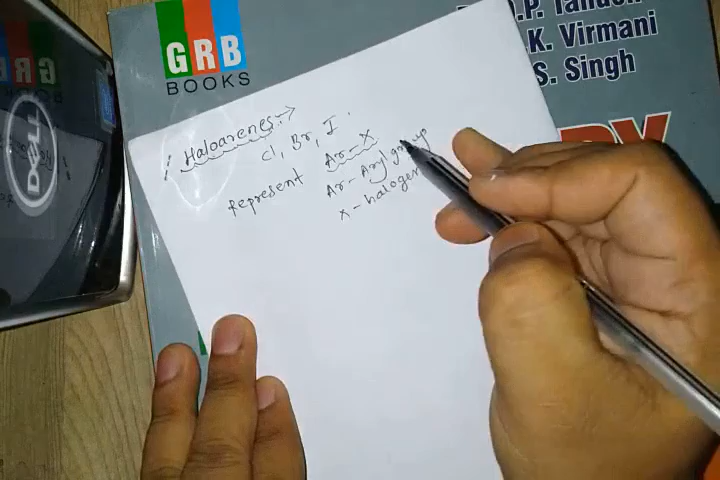 GRB
BOOKS
O.P. Tandon
K. Virmani
S. Singh
DELL
: Haloarenes:->
Cl, Br, I.
represent Ar-X
Ar- Aryl group
X- halogen